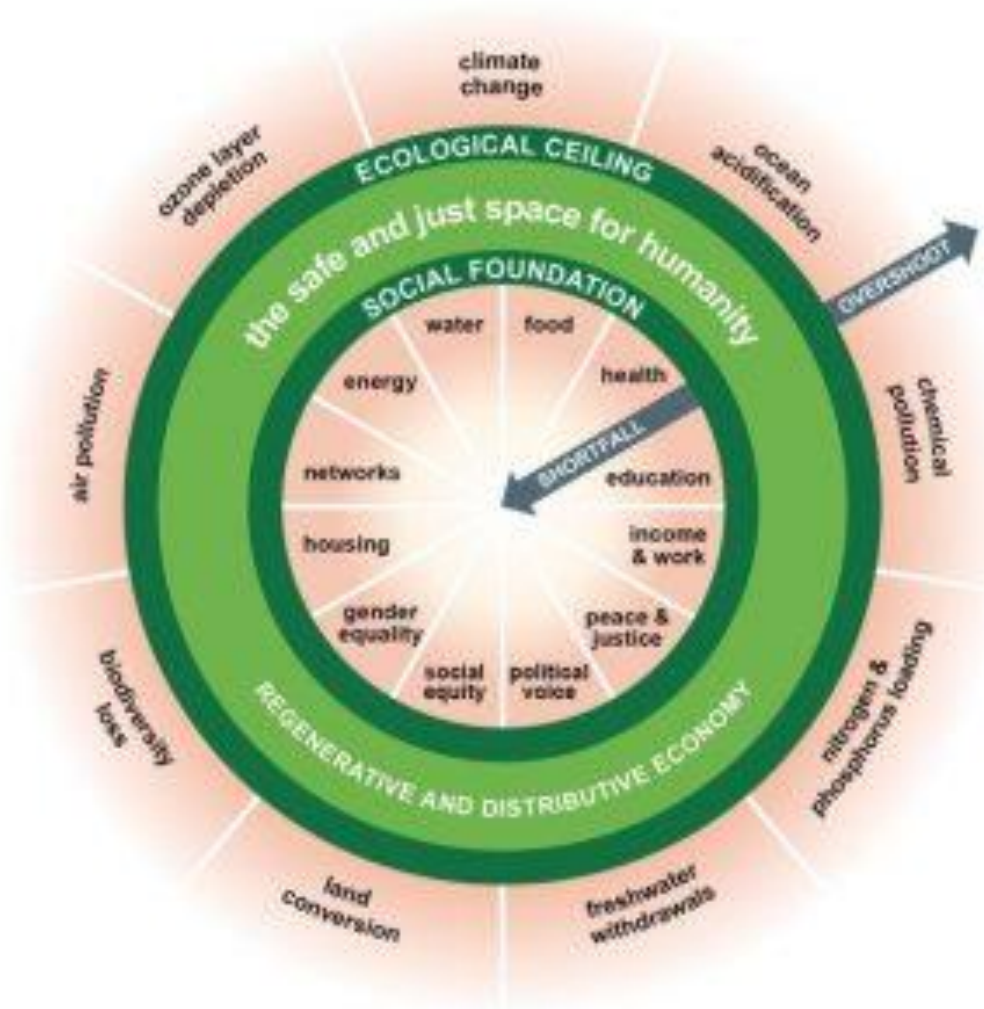 climate
change
ocean
acidification
chemical
pollution
nitrogen &
phosphorus loading
freshwater
withdrawals
land
conversion
biodiversity
loss
air pollution
ozone layer
depletion
ECOLOGICAL CEILING
the safe and just space for humanity
SOCIAL FOUNDATION
OVERSHOOT
SHORTFALL
water
food
health
education
income
& work
peace &
justice
political
voice
social
equity
gender
equality
housing
networks
energy
REGENERATIVE AND DISTRIBUTIVE ECONOMY